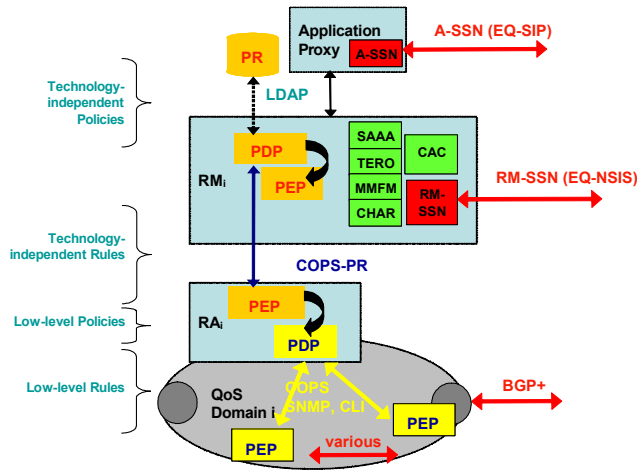 Application
Proxy
A-SSN
A-SSN (EQ-SIP)
PR
LDAP
Technology-
independent
Policies
PDP
RMi
PEP
SAAA
TERO
MMFM
CHAR
CAC
RM-
SSN
RM-SSN (EQ-NSIS)
Technology-
independent Rules
COPS-PR
PEP
RAi
PDP
Low-level Policies
Low-level Rules
QoS
Domain i
COPS
SNMP, CLI
BGP+
PEP
PEP
various